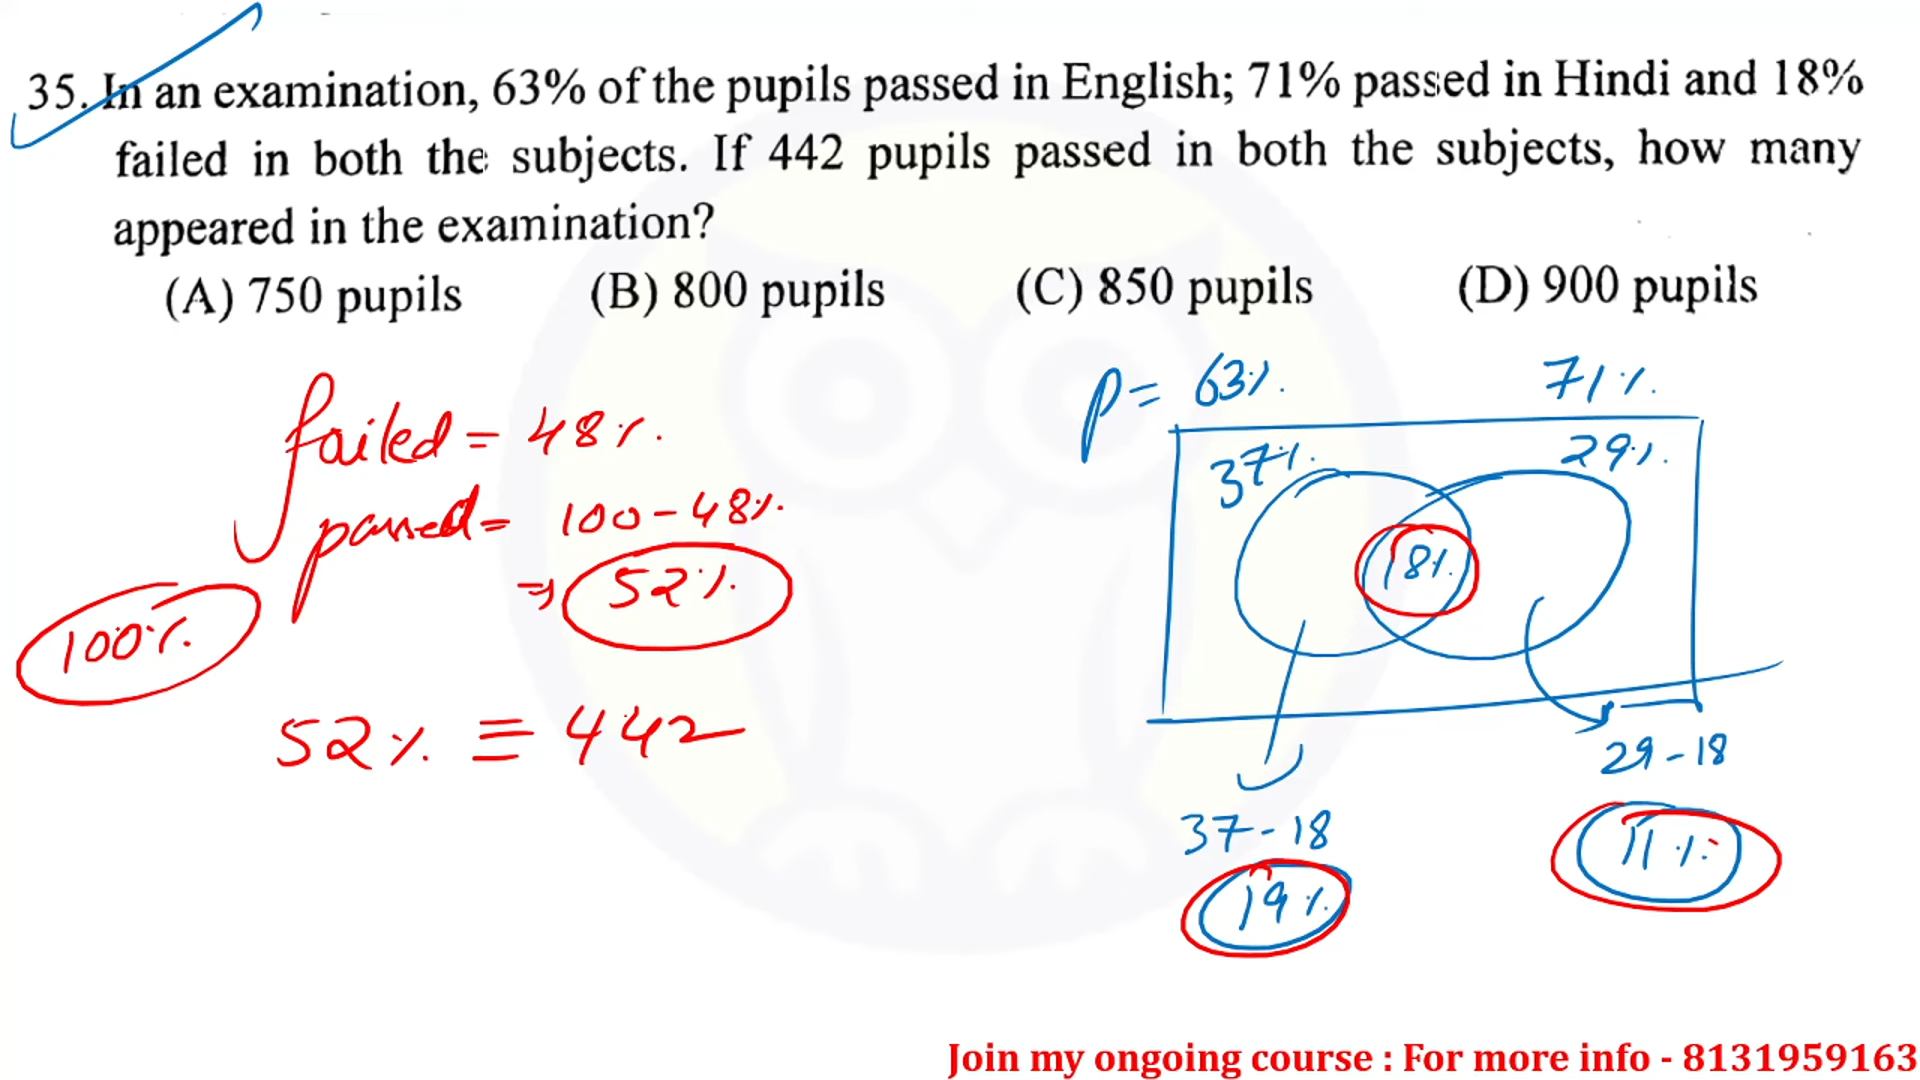 35. In an examination, 63% of the pupils passed in English; 71% passed in Hindi and 18%
failed in both the subjects. If 442 pupils passed in both the subjects, how many
appeared in the examination?
(A) 750 pupils (B) 800 pupils (C) 850 pupils (D) 900 pupils
failed = 48%.
passed = 100 - 48%.
⇒ 52%.
100%.
52% ≡ 442
P = 63%. 71%.
37%. 29%.
18%.
29 - 18
37 - 18
11%.
19%.
Join my ongoing course : For more info - 8131959163